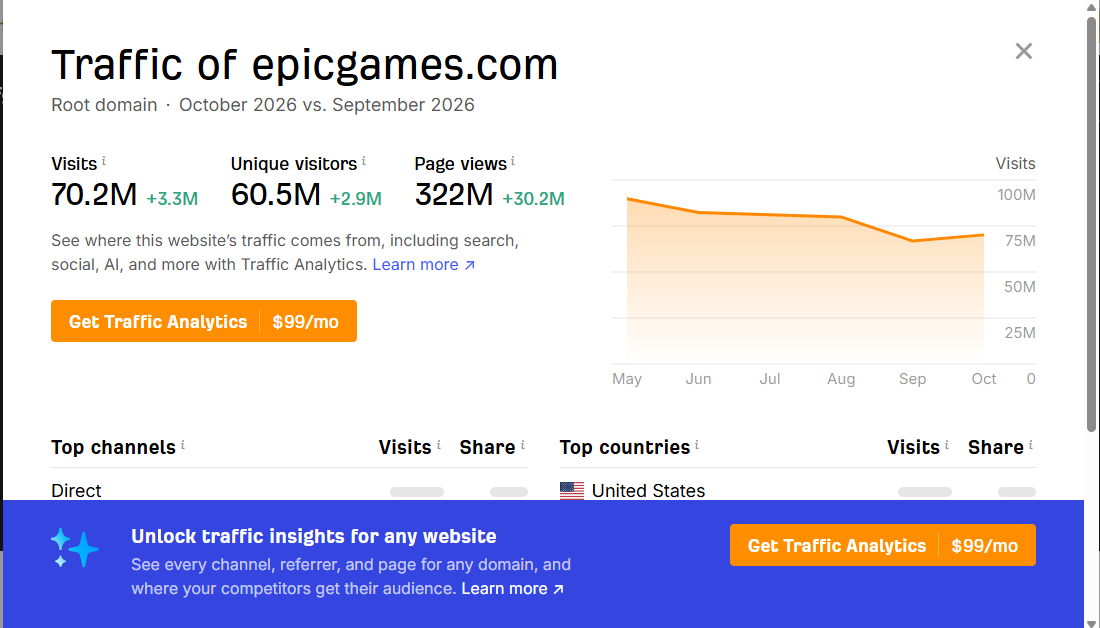 Traffic of epicgames.com
Root domain · October 2026 vs. September 2026
Visits i Unique visitors i Page views i
70.2M +3.3M 60.5M +2.9M 322M +30.2M
See where this website's traffic comes from, including search,
social, AI, and more with Traffic Analytics. Learn more ↗
Get Traffic Analytics $99/mo
Visits
100M
75M
50M
25M
May Jun Jul Aug Sep Oct 0
Top channels i Visits i Share i
Direct
Top countries i Visits i Share i
United States
Unlock traffic insights for any website
See every channel, referrer, and page for any domain, and
where your competitors get their audience. Learn more ↗
Get Traffic Analytics $99/mo